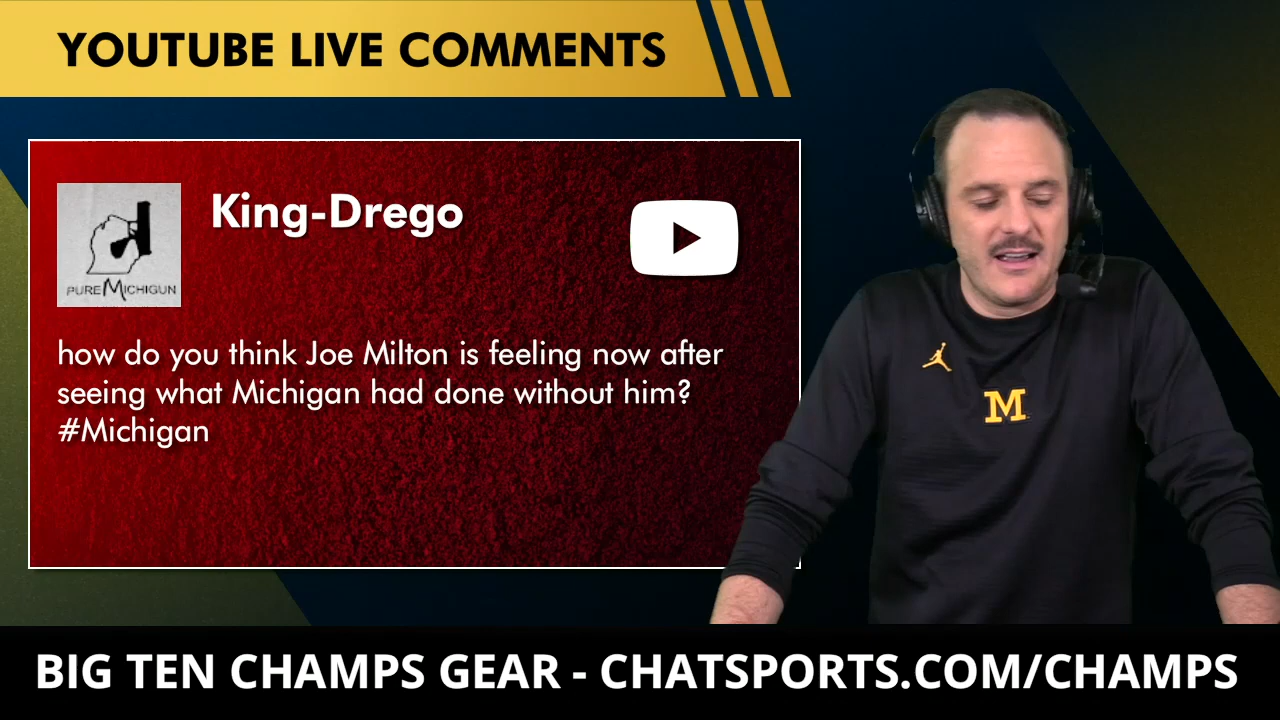 YOUTUBE LIVE COMMENTS
King-Drego
PURE MICHIGUN
how do you think Joe Milton is feeling now after
seeing what Michigan had done without him?
#Michigan
M
BIG TEN CHAMPS GEAR - CHATSPORTS.COM/CHAMPS